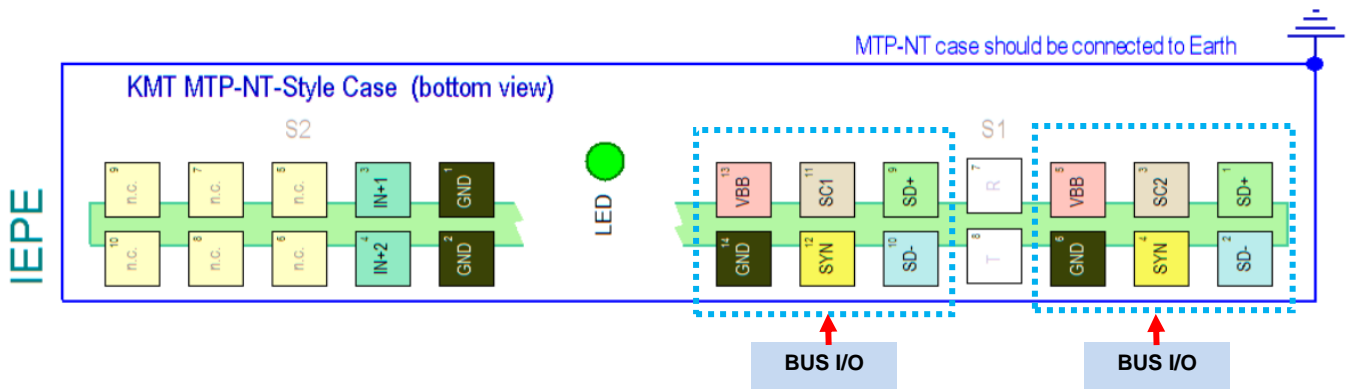 MTP-NT case should be connected to Earth
KMT MTP-NT-Style Case (bottom view)
S2
S1
IEPE
9 n.c.
7 n.c.
5 n.c.
3 IN+1
1 GND
LED
13 VBB
11 SC1
9 SD+
7 R
5 VBB
3 SC2
1 SD+
10 n.c.
8 n.c.
6 n.c.
4 IN+2
2 GND
14 GND
12 SYN
10 SD-
8 T
6 GND
4 SYN
2 SD-
BUS I/O
BUS I/O